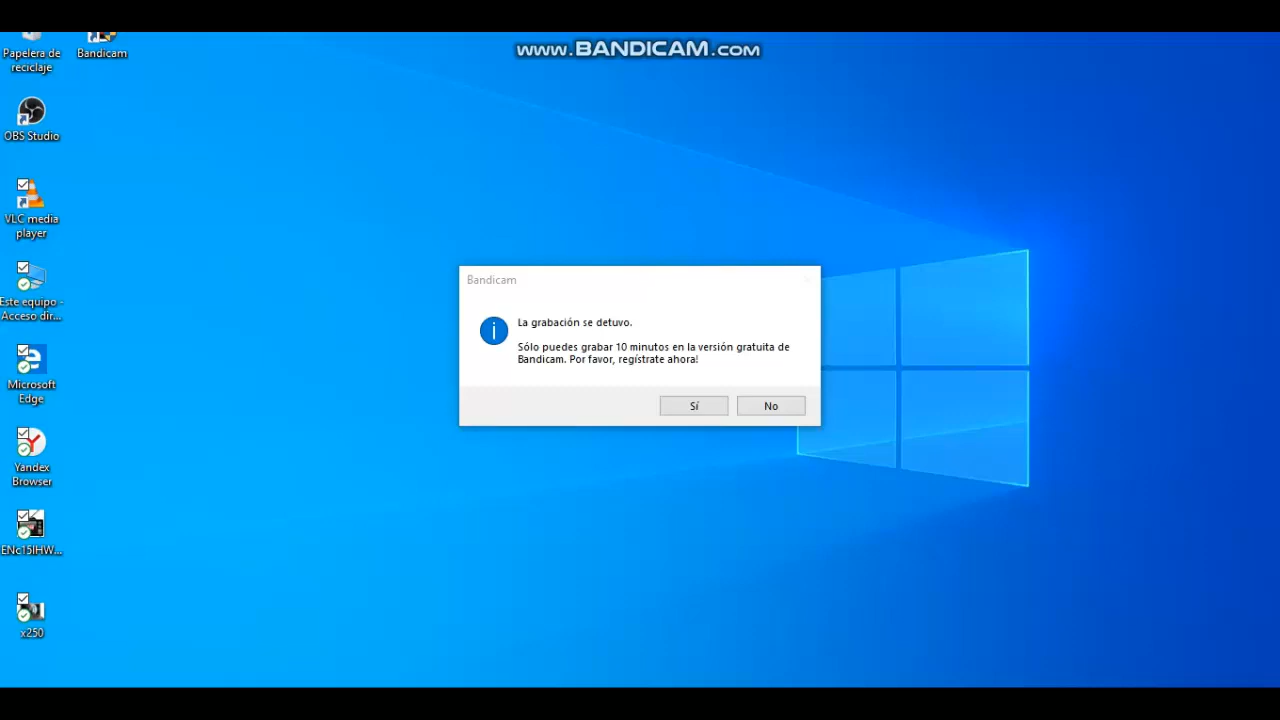 www.BANDICAM.com
Papelera de
reciclaje
Bandicam
OBS Studio
VLC media
player
Este equipo -
Acceso dir...
Microsoft
Edge
Yandex
Browser
ENc15IHW...
x250
Bandicam
La grabación se detuvo.
Sólo puedes grabar 10 minutos en la versión gratuita de
Bandicam. Por favor, regístrate ahora!
Sí
No